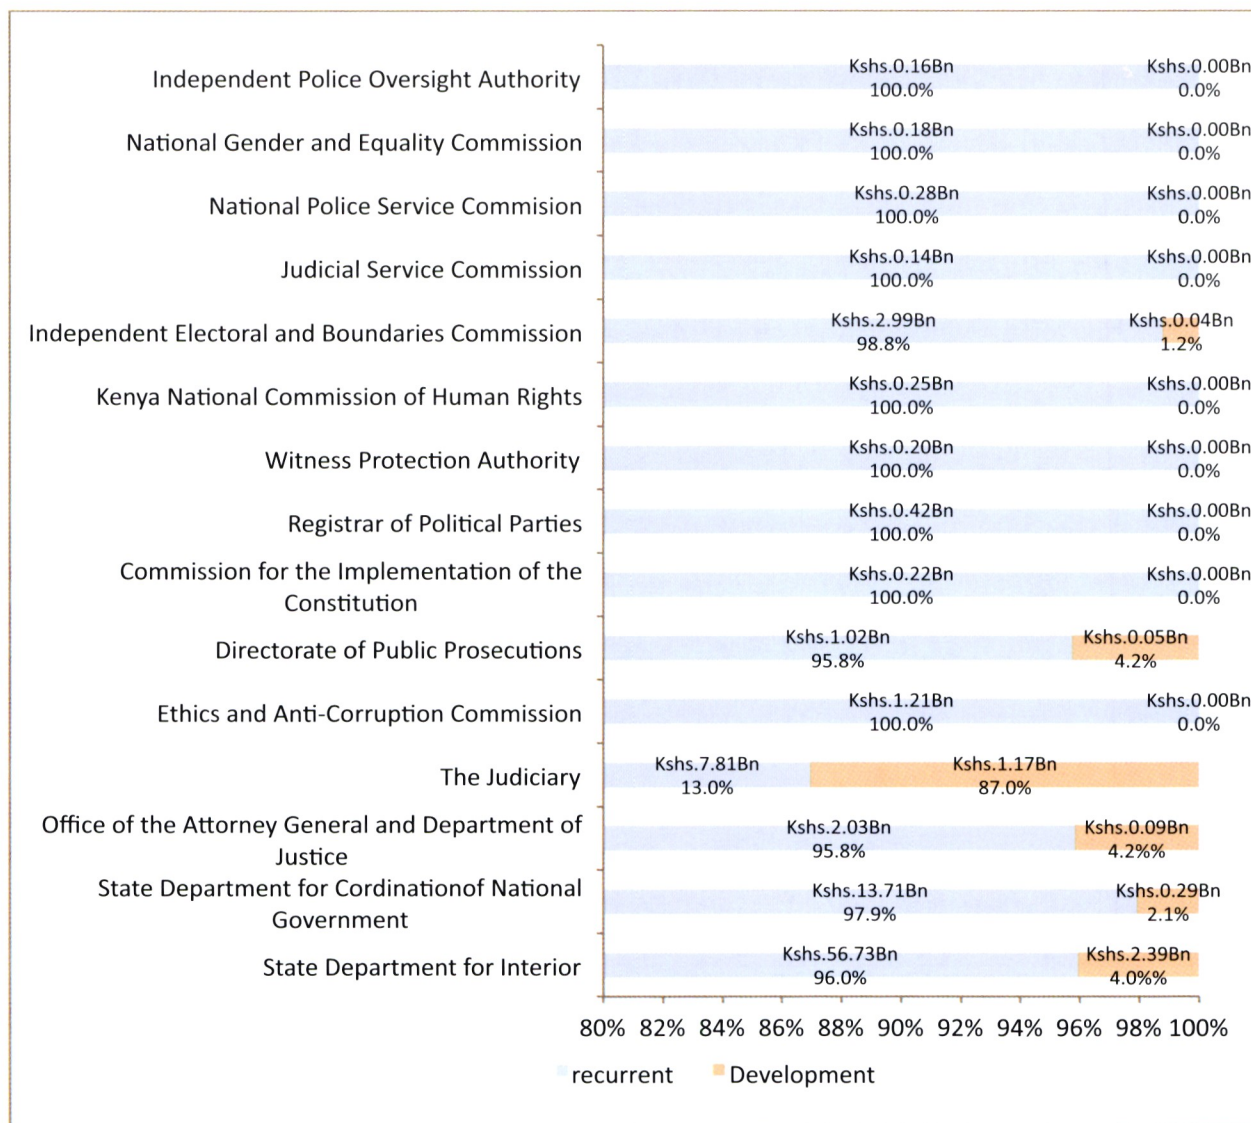 Independent Police Oversight Authority
Kshs.0.16Bn
100.0%
Kshs.0.00Bn
0.0%
National Gender and Equality Commission
Kshs.0.18Bn
100.0%
Kshs.0.00Bn
0.0%
National Police Service Commision
Kshs.0.28Bn
100.0%
Kshs.0.00Bn
0.0%
Judicial Service Commission
Kshs.0.14Bn
100.0%
Kshs.0.00Bn
0.0%
Independent Electoral and Boundaries Commission
Kshs.2.99Bn
98.8%
Kshs.0.04Bn
1.2%
Kenya National Commission of Human Rights
Kshs.0.25Bn
100.0%
Kshs.0.00Bn
0.0%
Witness Protection Authority
Kshs.0.20Bn
100.0%
Kshs.0.00Bn
0.0%
Registrar of Political Parties
Kshs.0.42Bn
100.0%
Kshs.0.00Bn
0.0%
Commission for the Implementation of the
Constitution
Kshs.0.22Bn
100.0%
Kshs.0.00Bn
0.0%
Directorate of Public Prosecutions
Kshs.1.02Bn
95.8%
Kshs.0.05Bn
4.2%
Ethics and Anti-Corruption Commission
Kshs.1.21Bn
100.0%
Kshs.0.00Bn
0.0%
The Judiciary
Kshs.7.81Bn
13.0%
Kshs.1.17Bn
87.0%
Office of the Attorney General and Department of
Justice
Kshs.2.03Bn
95.8%
Kshs.0.09Bn
4.2%%
State Department for Cordinationof National
Government
Kshs.13.71Bn
97.9%
Kshs.0.29Bn
2.1%
State Department for Interior
Kshs.56.73Bn
96.0%
Kshs.2.39Bn
4.0%%
80% 82% 84% 86% 88% 90% 92% 94% 96% 98% 100%
recurrent Development